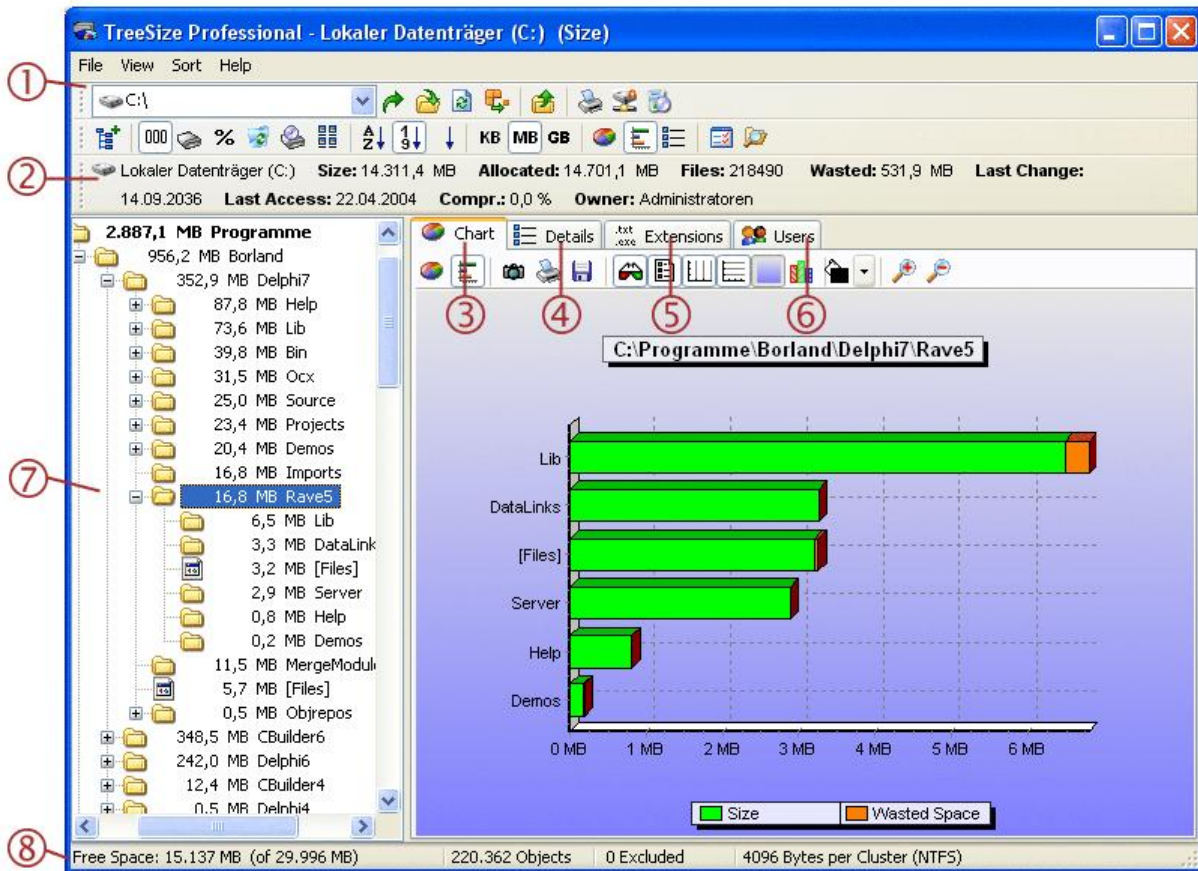 TreeSize Professional - Lokaler Datenträger (C:) (Size)
File View Sort Help
①
C:\
000 % A Z 1 9 KB MB GB
②
Lokaler Datenträger (C:) Size: 14.311,4 MB Allocated: 14.701,1 MB Files: 218490 Wasted: 531,9 MB Last Change:
14.09.2036 Last Access: 22.04.2004 Compr.: 0,0 % Owner: Administratoren
2.887,1 MB Programme
956,2 MB Borland
352,9 MB Delphi7
87,8 MB Help
73,6 MB Lib
39,8 MB Bin
31,5 MB Ocx
25,0 MB Source
23,4 MB Projects
20,4 MB Demos
16,8 MB Imports
⑦
16,8 MB Rave5
6,5 MB Lib
3,3 MB DataLink
3,2 MB [Files]
2,9 MB Server
0,8 MB Help
0,2 MB Demos
11,5 MB MergeModul
5,7 MB [Files]
0,5 MB Objrepos
348,5 MB CBuilder6
242,0 MB Delphi6
12,4 MB CBuilder4
0,5 MB Delphi4
Chart Details .txt .exe Extensions Users
③ ④ ⑤ ⑥
C:\Programme\Borland\Delphi7\Rave5
Lib
DataLinks
[Files]
Server
Help
Demos
0 MB 1 MB 2 MB 3 MB 4 MB 5 MB 6 MB
Size Wasted Space
⑧
Free Space: 15.137 MB (of 29.996 MB) 220.362 Objects 0 Excluded 4096 Bytes per Cluster (NTFS)